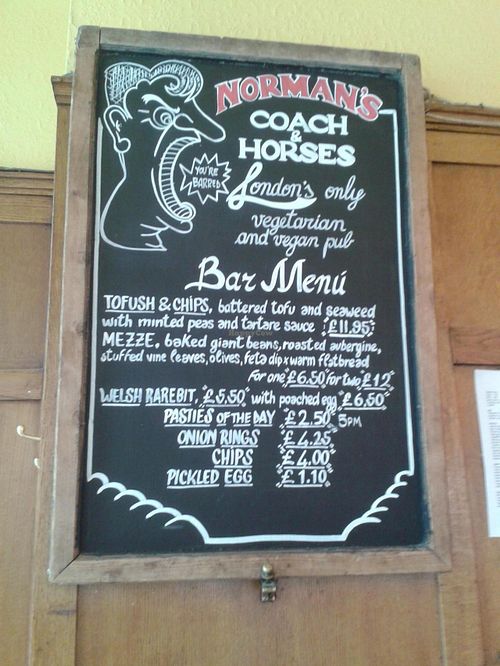 NORMAN'S
COACH
&
HORSES
YOU'RE
BARRED
London's only
vegetarian
and vegan pub
Bar Menú
TOFUSH & CHIPS, battered tofu and seaweed
with minted peas and tartare sauce £11.95
MEZZE, baked giant beans, roasted aubergine,
stuffed vine leaves, olives, feta dip & warm flatbread
For one £6.50 for two £12
WELSH RAREBIT, £5.50 with poached egg £6.50
PASTIES OF THE DAY £2.50 5PM
ONION RINGS £4.25
CHIPS £4.00
PICKLED EGG £1.10